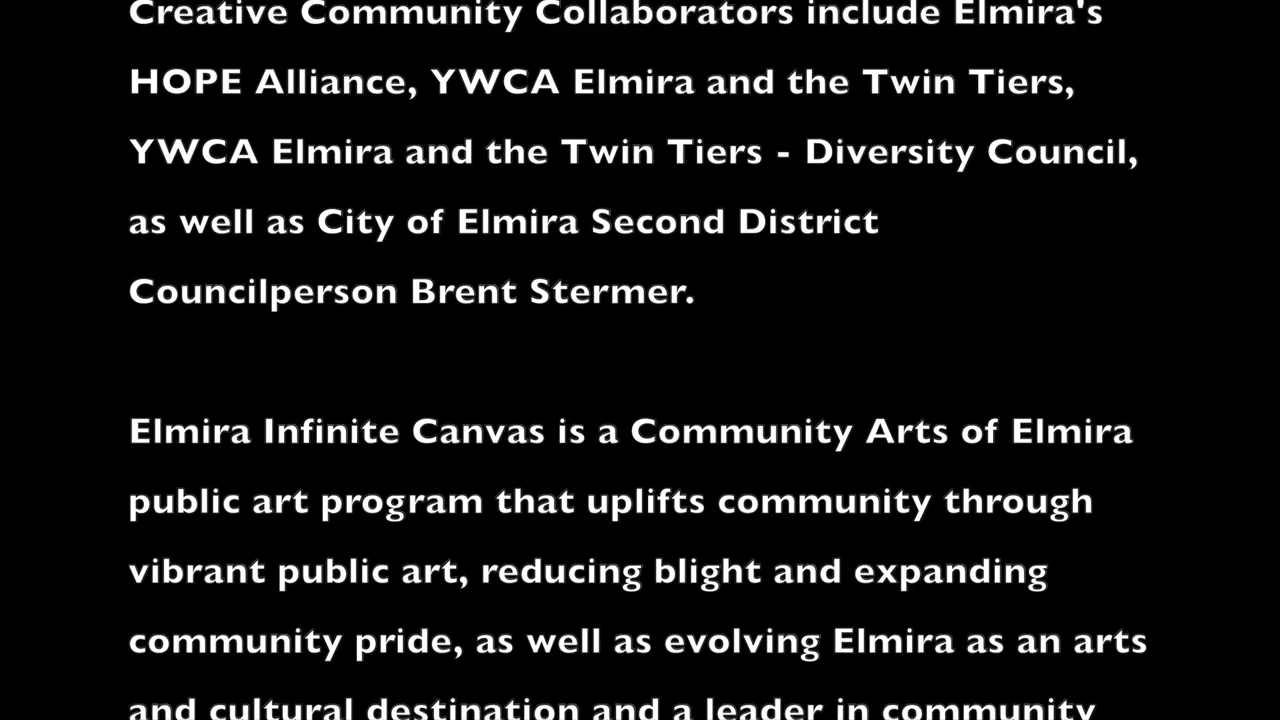 Creative Community Collaborators include Elmira's
HOPE Alliance, YWCA Elmira and the Twin Tiers,
YWCA Elmira and the Twin Tiers - Diversity Council,
as well as City of Elmira Second District
Councilperson Brent Stermer.
Elmira Infinite Canvas is a Community Arts of Elmira
public art program that uplifts community through
vibrant public art, reducing blight and expanding
community pride, as well as evolving Elmira as an arts
and cultural destination and a leader in community